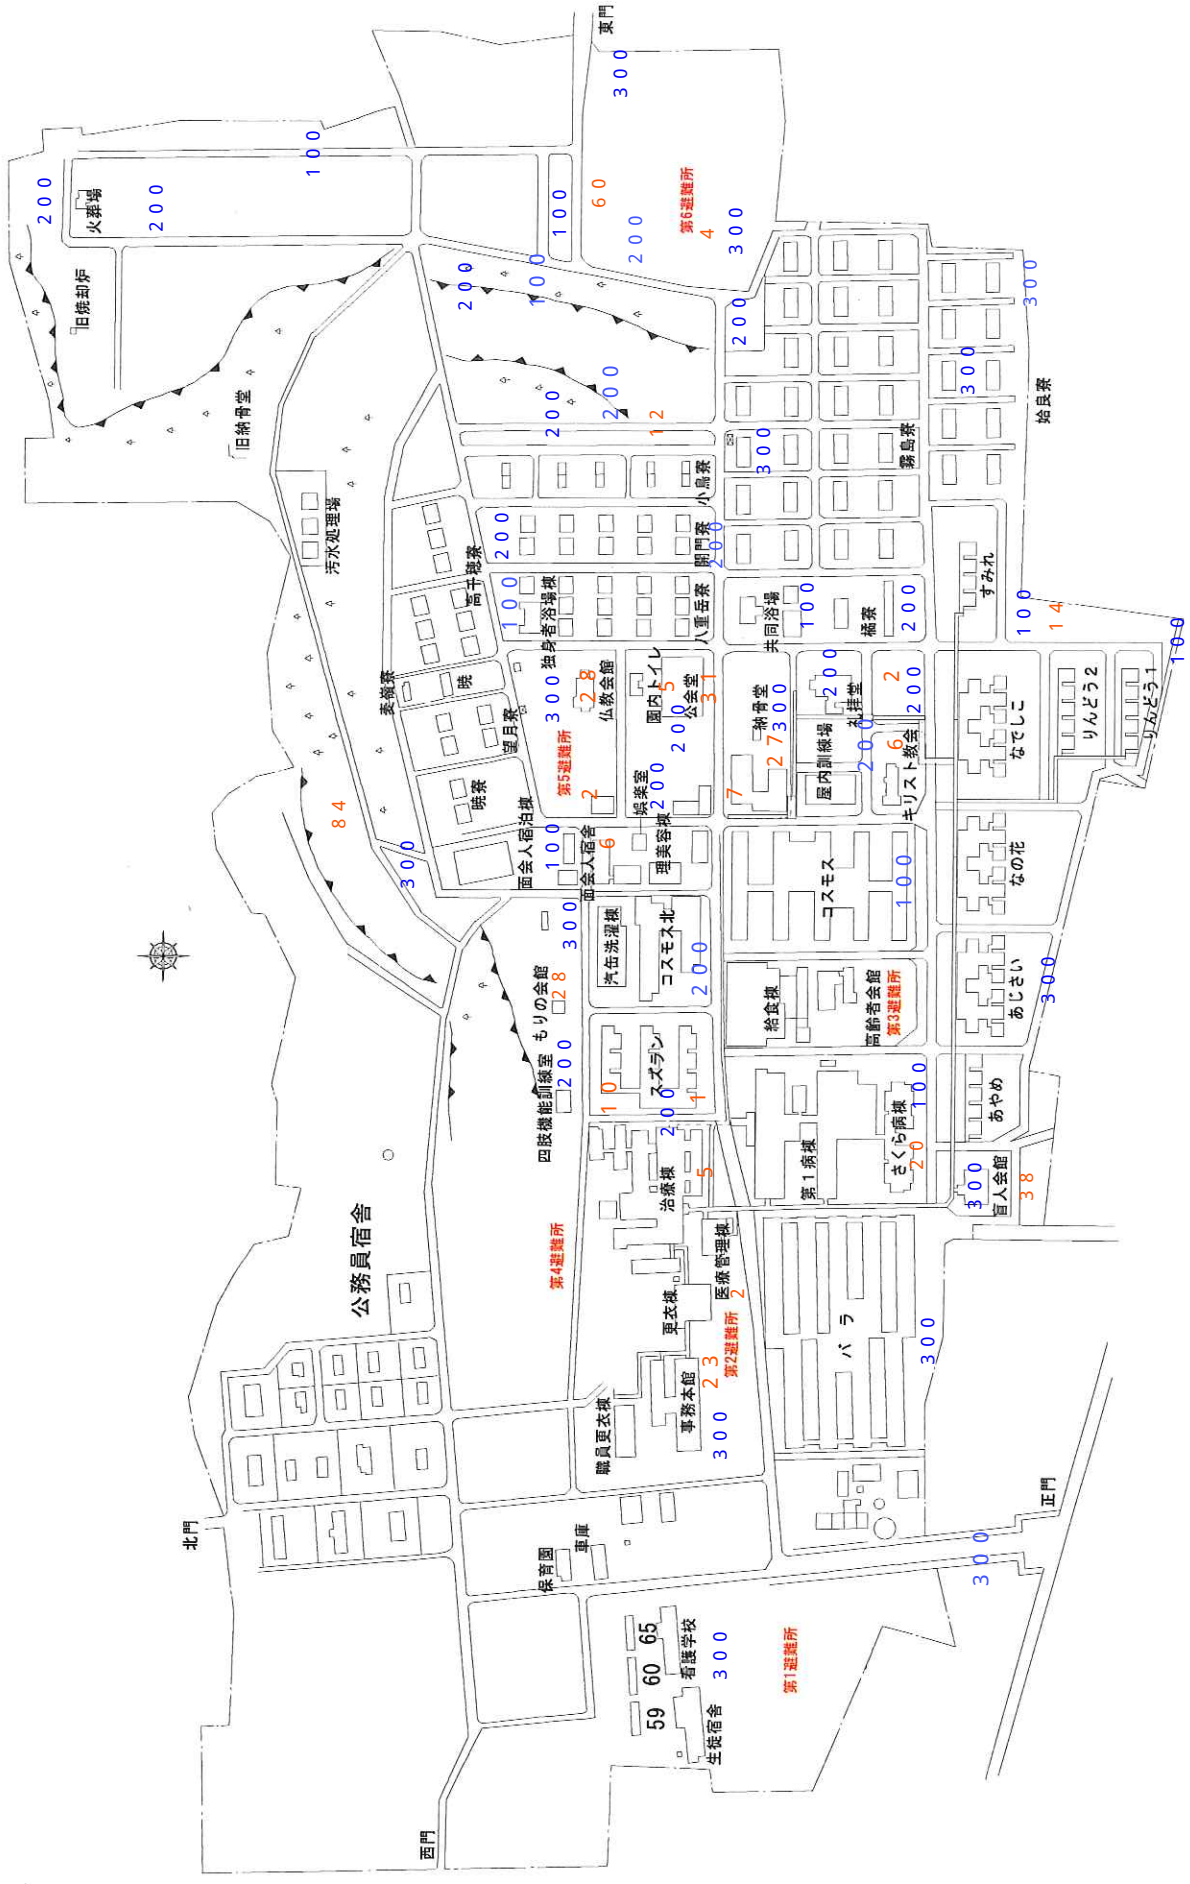 東門
300
100
200
火葬場
200
60
第6避難所
4
200
100
300
旧焼却炉
200
100
200
300
旧納骨堂
200
200
12
300
姶良寮
300
霧島寮
小鳥寮
汚水処理場
200
開門寮
200
高千穂寮
100
独身者浴場棟
八重岳寮
共同浴場
100
橘寮
200
すみれ
100
14
100
麦嶺寮
暁
望月寮
暁寮
300
28
仏教会館
園内トイレ
5
公会堂
31
200
納骨堂
300
27
7
200
礼拝堂
屋内訓練場
200
2
200
6
キリスト教会
なでしこ
りんどう2
りんどう1
第5避難所
2
娯楽室
200
84
300
面会人宿泊棟
100
面会人宿舎
6
理美容棟
コスモス
100
なの花
300
汽缶洗濯棟
コスモス北
200
もりの会館
28
給食棟
高齢者会館
第3避難所
あじさい
300
四肢機能訓練室
200
スズラン
10
200
1
100
あやめ
第1病棟
さくら病棟
20
300
盲人会館
38
治療棟
5
公務員宿舎
第4避難所
医療管理棟
2
更衣棟
第2避難所
23
事務本館
300
職員更衣棟
バラ
300
北門
正門
300
保育園
車庫
65
60
59
看護学校
300
生徒宿舎
第1避難所
西門